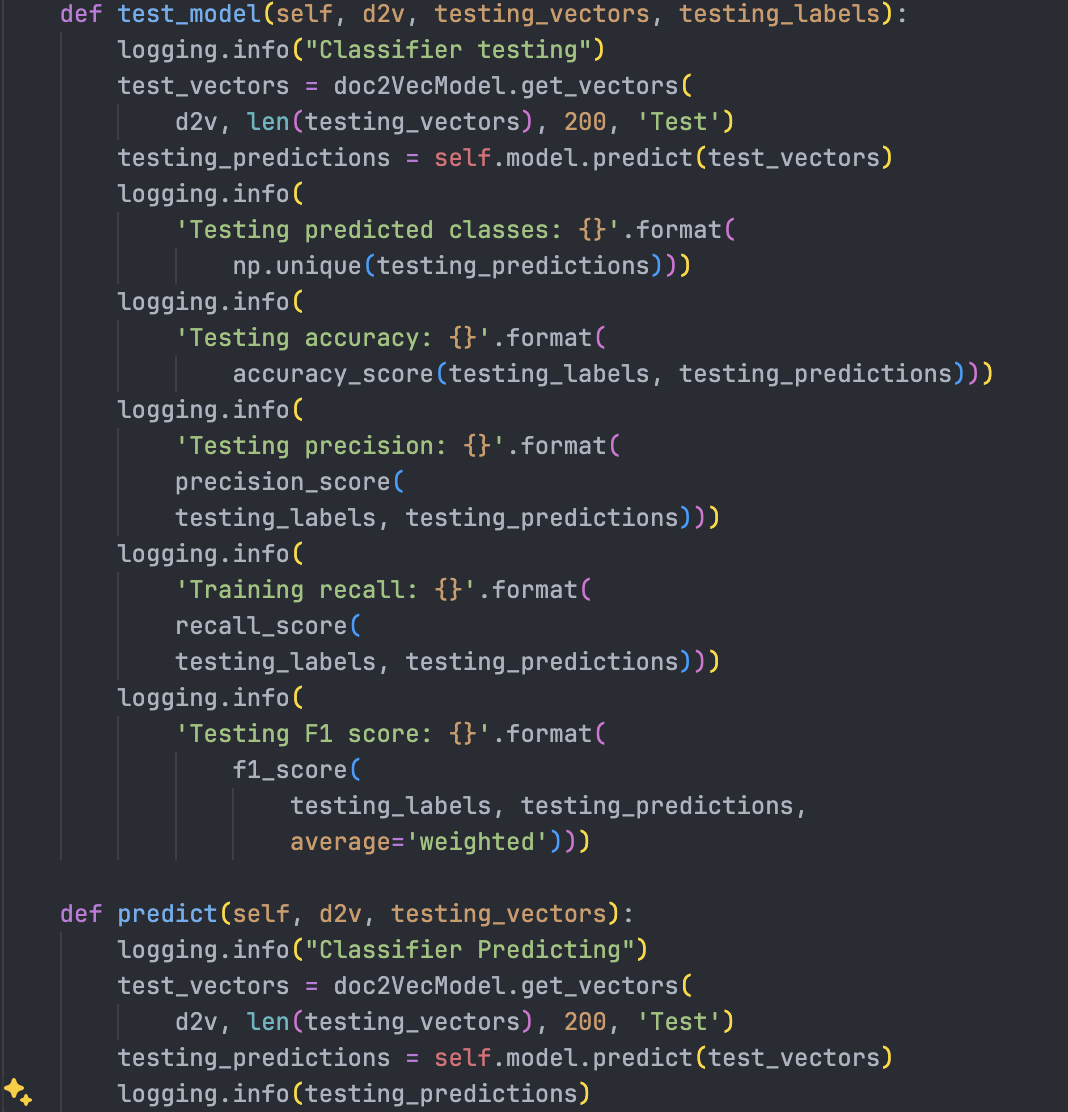 def test_model(self, d2v, testing_vectors, testing_labels):
    logging.info("Classifier testing")
    test_vectors = doc2VecModel.get_vectors(
        d2v, len(testing_vectors), 200, 'Test')
    testing_predictions = self.model.predict(test_vectors)
    logging.info(
        'Testing predicted classes: {}'.format(
            np.unique(testing_predictions)))
    logging.info(
        'Testing accuracy: {}'.format(
            accuracy_score(testing_labels, testing_predictions)))
    logging.info(
        'Testing precision: {}'.format(
        precision_score(
        testing_labels, testing_predictions)))
    logging.info(
        'Training recall: {}'.format(
        recall_score(
        testing_labels, testing_predictions)))
    logging.info(
        'Testing F1 score: {}'.format(
            f1_score(
                testing_labels, testing_predictions,
                average='weighted')))

def predict(self, d2v, testing_vectors):
    logging.info("Classifier Predicting")
    test_vectors = doc2VecModel.get_vectors(
        d2v, len(testing_vectors), 200, 'Test')
    testing_predictions = self.model.predict(test_vectors)
    logging.info(testing_predictions)